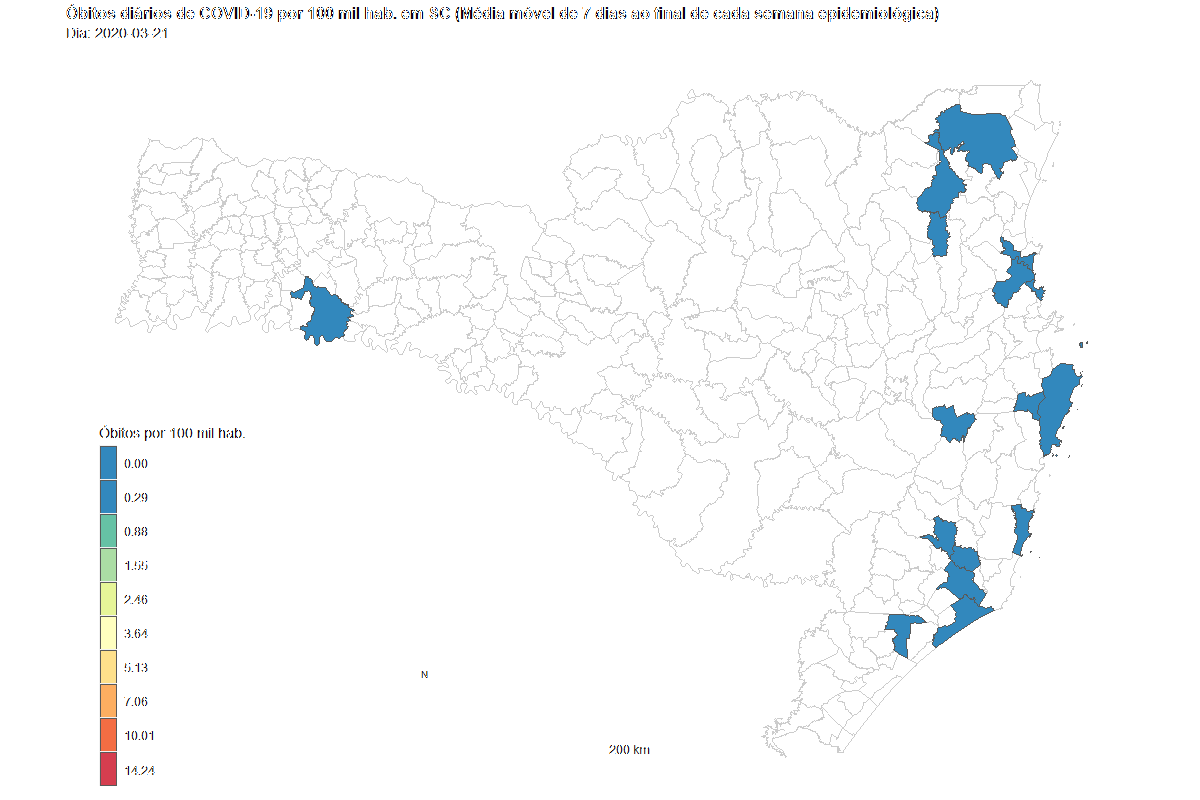 Óbitos diários de COVID-19 por 100 mil hab. em SC (Média móvel de 7 dias ao final de cada semana epidemiológica)
Dia: 2020-03-21
Óbitos por 100 mil hab.
0.00
0.29
0.88
1.55
2.46
3.64
5.13
7.06
10.01
14.24
N
200 km